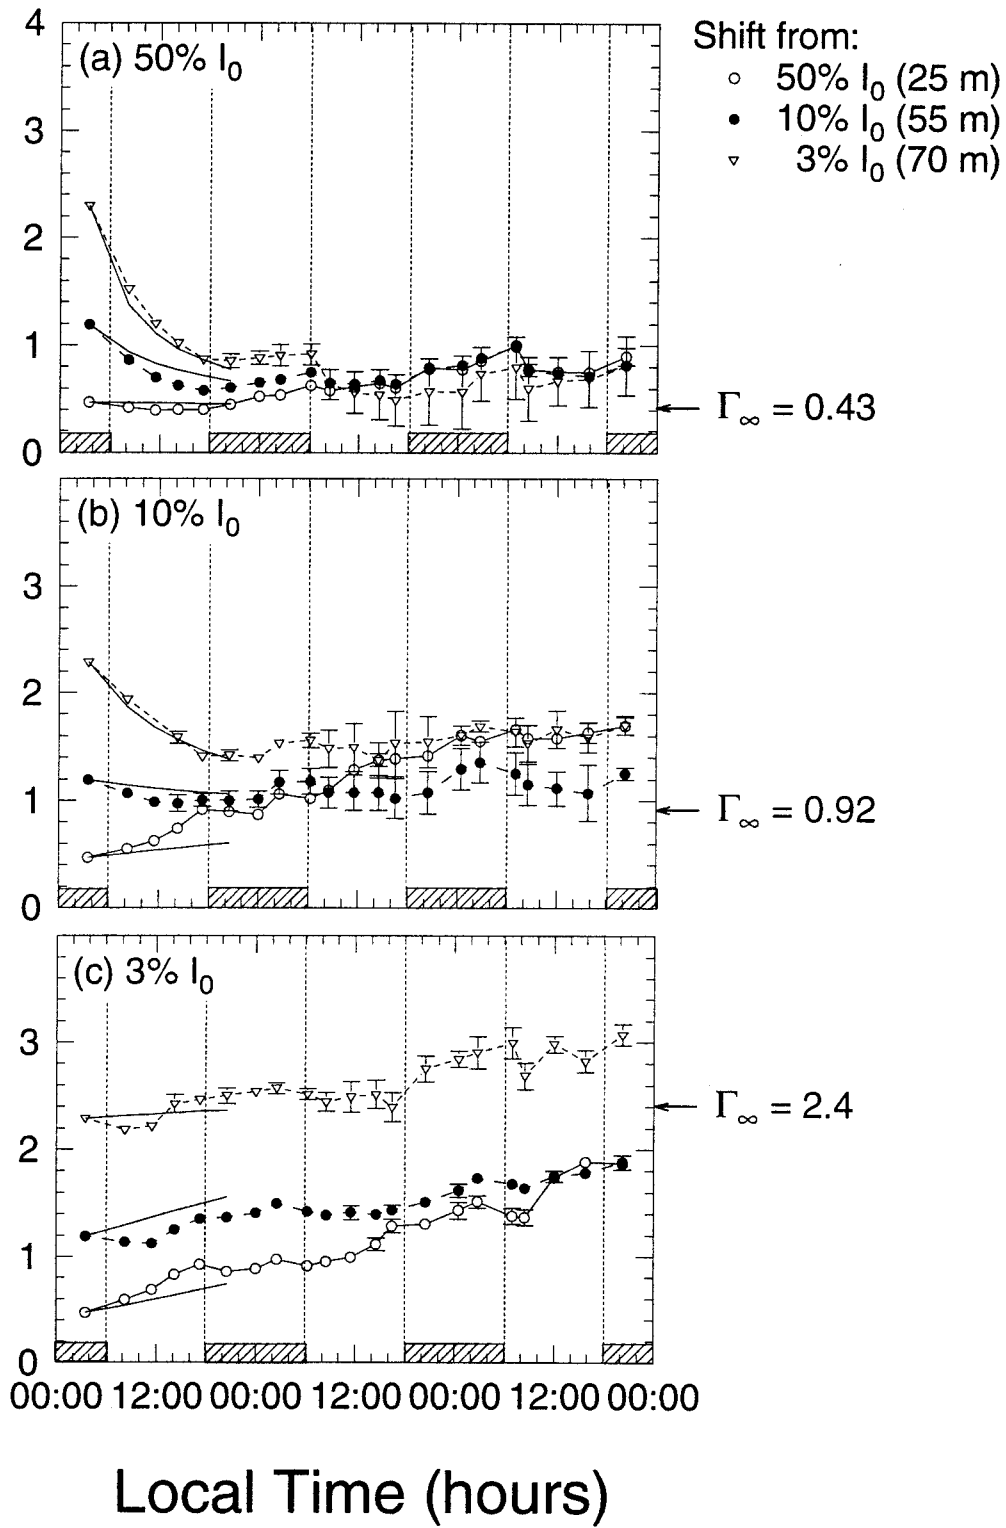 4
(a) 50% I₀
3
2
1
0
Shift from:
50% I₀ (25 m)
10% I₀ (55 m)
3% I₀ (70 m)
Γ∞ = 0.43
(b) 10% I₀
3
2
1
0
Γ∞ = 0.92
(c) 3% I₀
3
2
1
0
Γ∞ = 2.4
00:00 12:00 00:00 12:00 00:00 12:00 00:00
Local Time (hours)